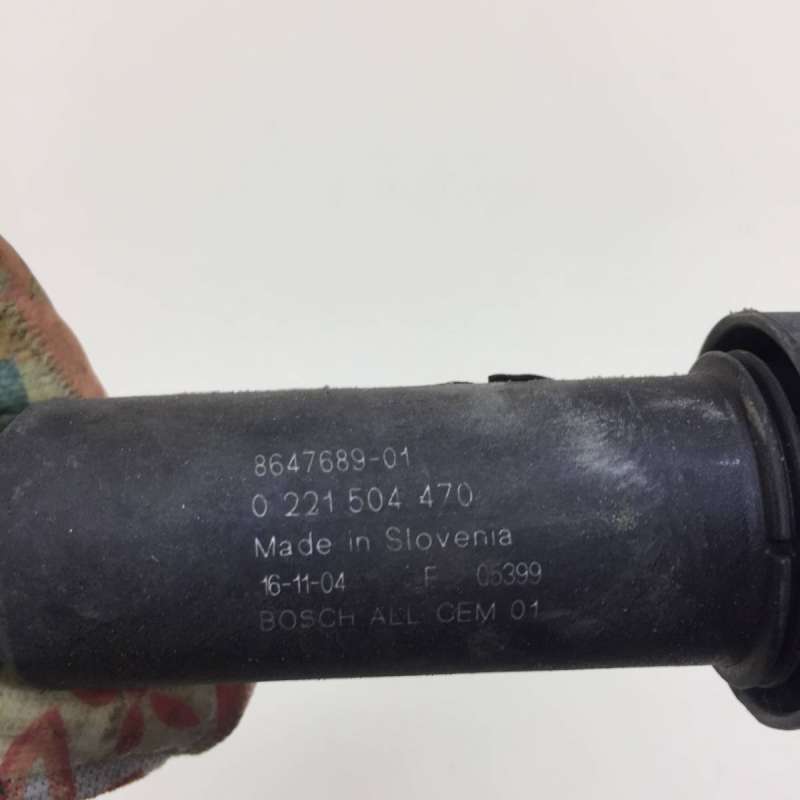 8647689-01
0 221 504 470
Made in Slovenia
16-11-04 F 05399
BOSCH ALL CEM 01